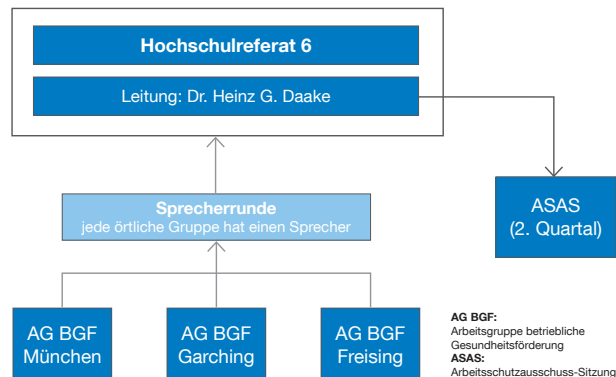 Hochschulreferat 6
Leitung: Dr. Heinz G. Daake
Sprecherrunde
jede örtliche Gruppe hat einen Sprecher
ASAS
(2. Quartal)
AG BGF
München
AG BGF
Garching
AG BGF
Freising
AG BGF:
Arbeitsgruppe betriebliche
Gesundheitsförderung
ASAS:
Arbeitsschutzausschuss-Sitzung